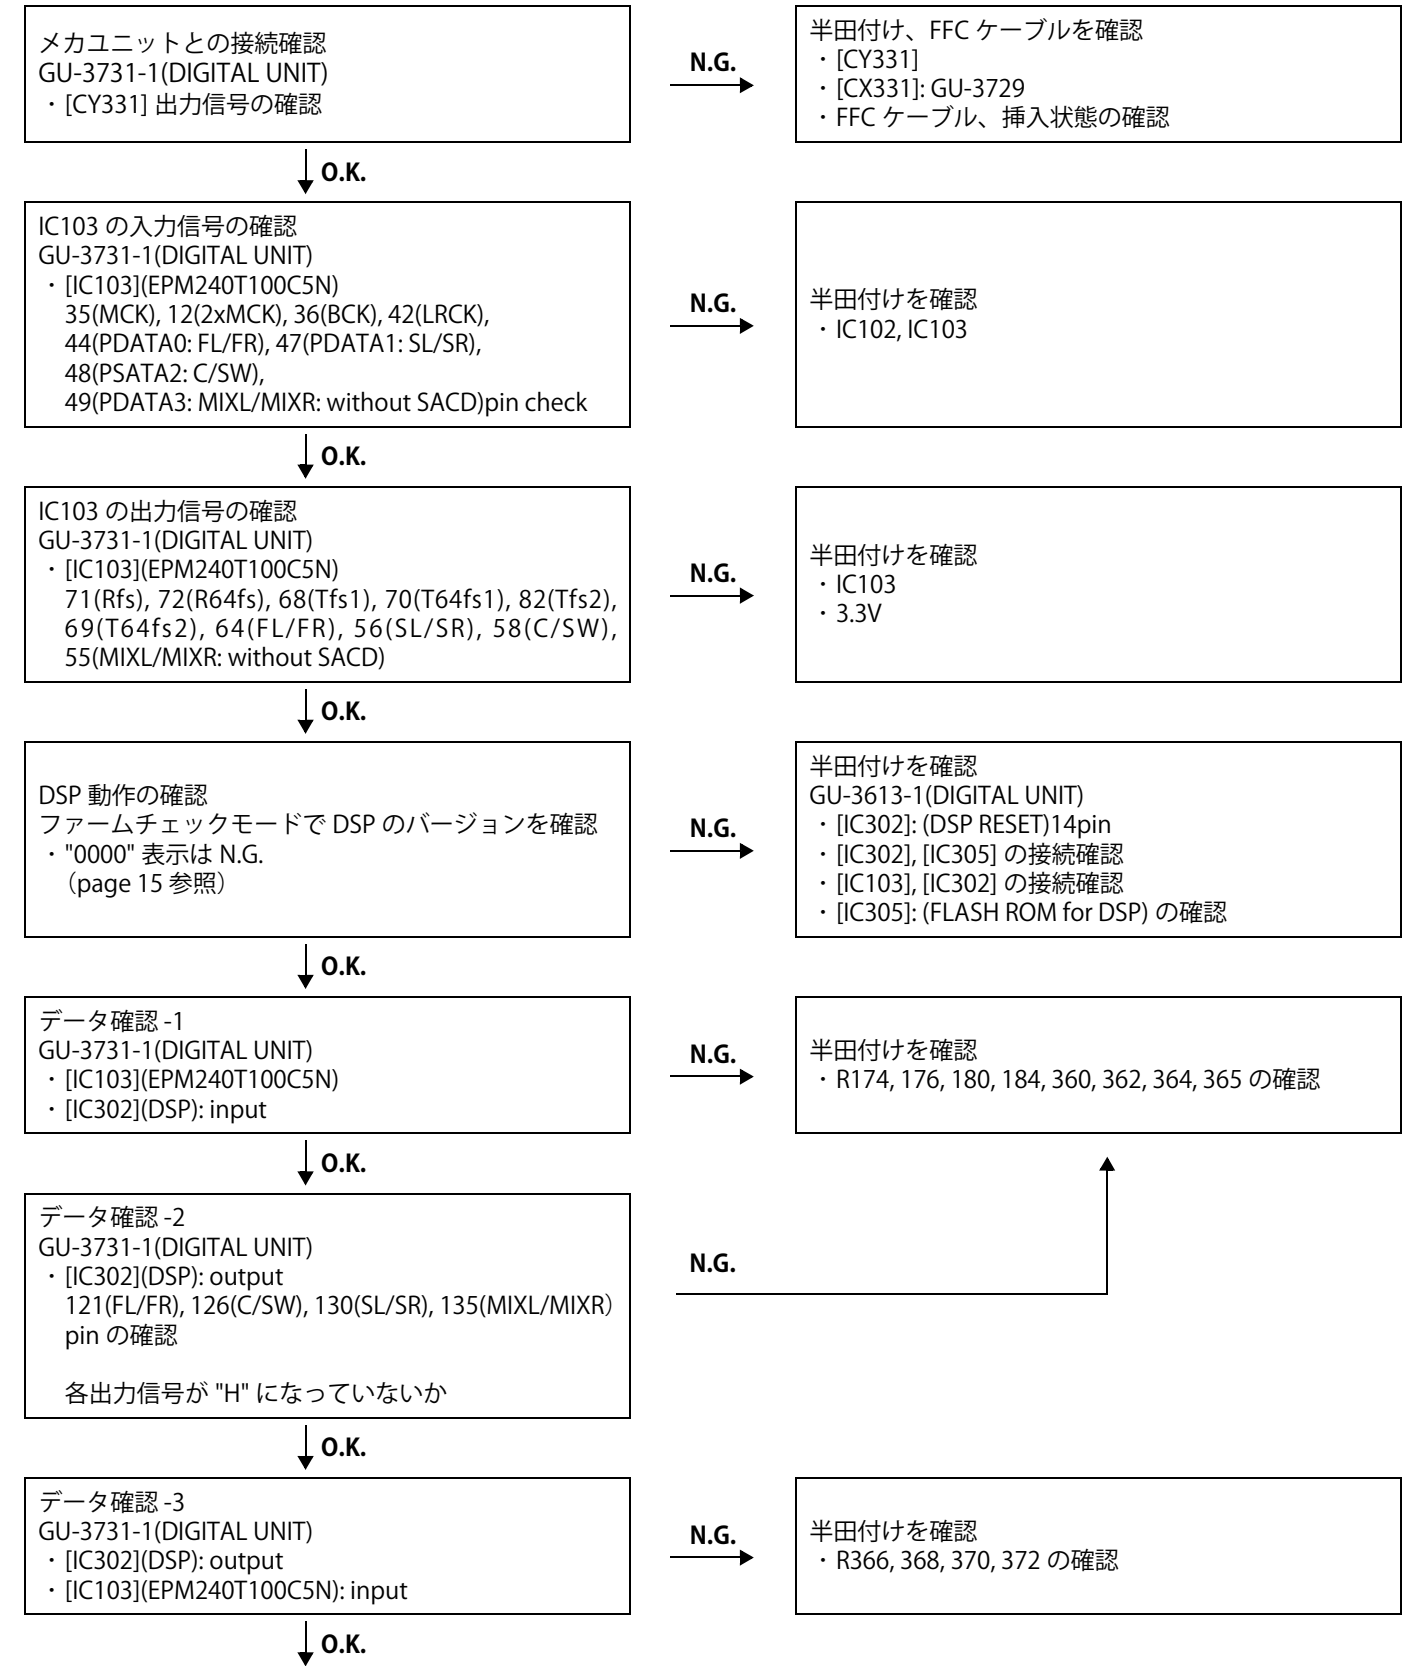 メカユニットとの接続確認
GU-3731-1(DIGITAL UNIT)
・[CY331] 出力信号の確認
N.G.
半田付け、FFC ケーブルを確認
・[CY331]
・[CX331]: GU-3729
・FFC ケーブル、挿入状態の確認
O.K.
IC103 の入力信号の確認
GU-3731-1(DIGITAL UNIT)
・[IC103](EPM240T100C5N)
35(MCK), 12(2xMCK), 36(BCK), 42(LRCK),
44(PDATA0: FL/FR), 47(PDATA1: SL/SR),
48(PSATA2: C/SW),
49(PDATA3: MIXL/MIXR: without SACD)pin check
N.G.
半田付けを確認
・IC102, IC103
O.K.
IC103 の出力信号の確認
GU-3731-1(DIGITAL UNIT)
・[IC103](EPM240T100C5N)
71(Rfs), 72(R64fs), 68(Tfs1), 70(T64fs1), 82(Tfs2),
69(T64fs2), 64(FL/FR), 56(SL/SR), 58(C/SW),
55(MIXL/MIXR: without SACD)
N.G.
半田付けを確認
・IC103
・3.3V
O.K.
DSP 動作の確認
ファームチェックモードで DSP のバージョンを確認
・"0000" 表示は N.G.
（page 15 参照）
N.G.
半田付けを確認
GU-3613-1(DIGITAL UNIT)
・[IC302]: (DSP RESET)14pin
・[IC302], [IC305] の接続確認
・[IC103], [IC302] の接続確認
・[IC305]: (FLASH ROM for DSP) の確認
O.K.
データ確認 -1
GU-3731-1(DIGITAL UNIT)
・[IC103](EPM240T100C5N)
・[IC302](DSP): input
N.G.
半田付けを確認
・R174, 176, 180, 184, 360, 362, 364, 365 の確認
O.K.
データ確認 -2
GU-3731-1(DIGITAL UNIT)
・[IC302](DSP): output
121(FL/FR), 126(C/SW), 130(SL/SR), 135(MIXL/MIXR）
pin の確認
各出力信号が "H" になっていないか
N.G.
O.K.
データ確認 -3
GU-3731-1(DIGITAL UNIT)
・[IC302](DSP): output
・[IC103](EPM240T100C5N): input
N.G.
半田付けを確認
・R366, 368, 370, 372 の確認
O.K.